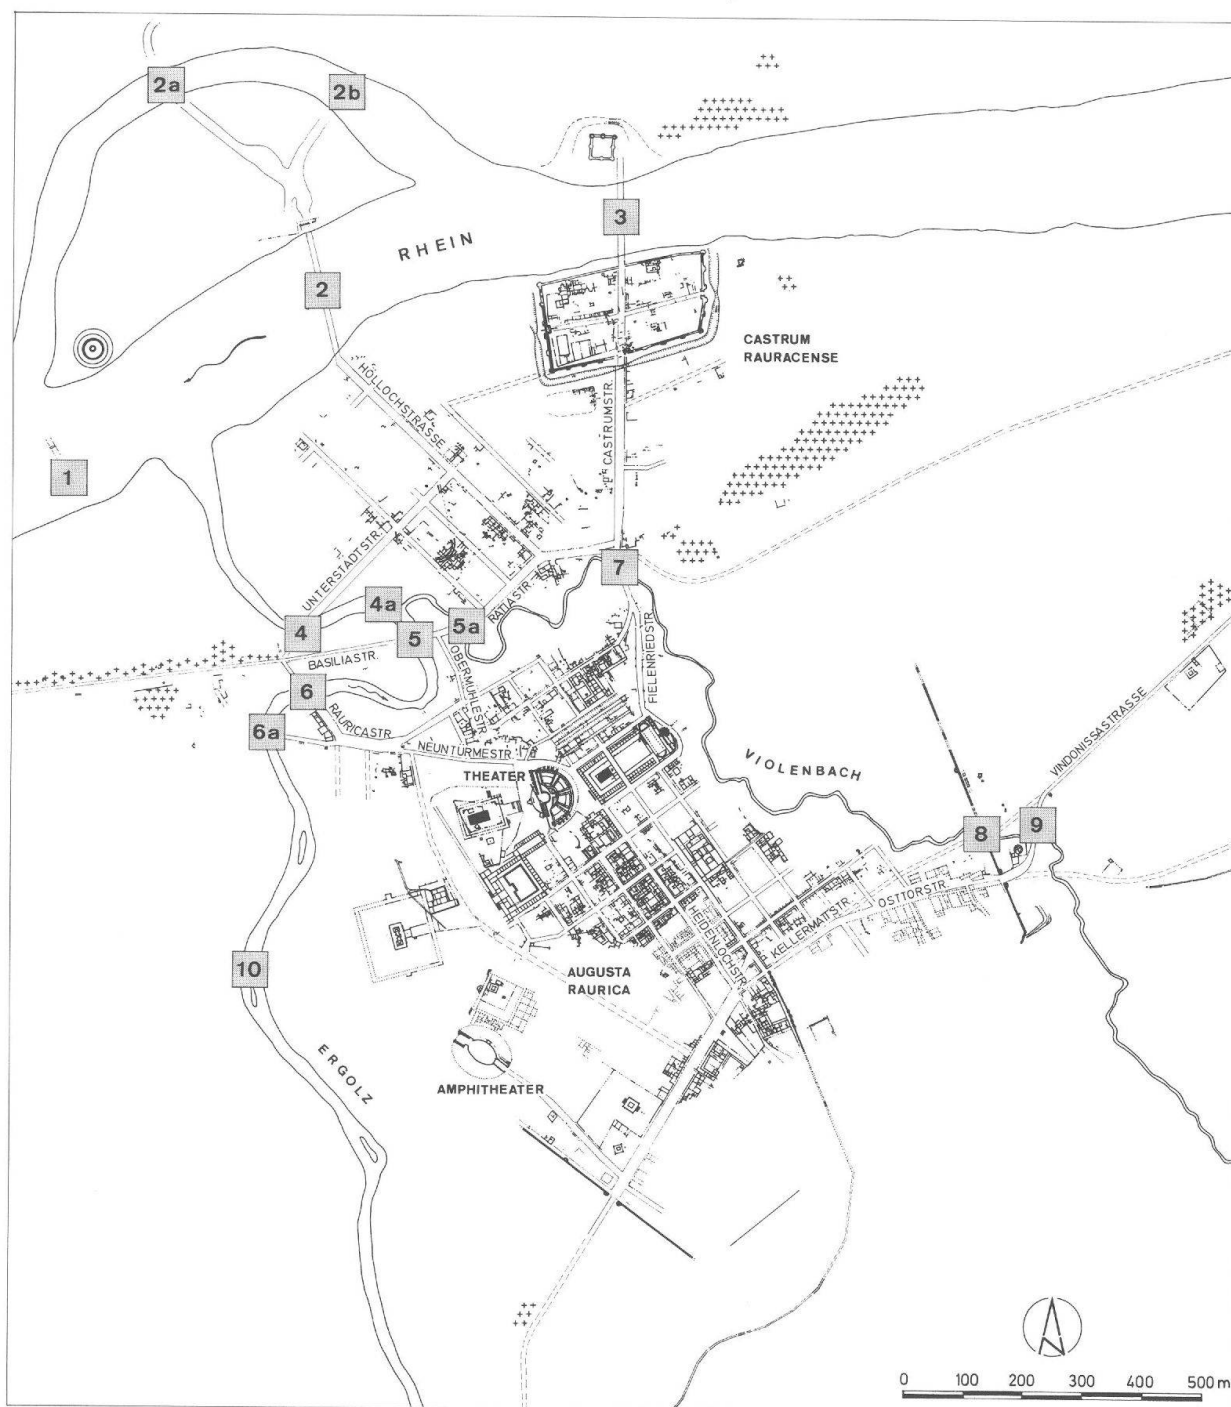 2a
2b
3
RHEIN
2
CASTRUM
RAURACENSE
HÖLLOCHSTRASSE
CASTRUMSTR.
1
UNTERSTADTSTR.
7
4a
RATIASTR.
4
5
5a
BASILIASTR.
OBERMÜHLESTR.
FIELENRIEDSTR.
6
RAURICASTR.
6a
NEUNTÜRMESTR.
THEATER
VIOLENBACH
VINDONISSASTRASSE
8
9
OSTTORSTR.
KELLERMATTSTR.
HEIDENLOCHSTR.
10
AUGUSTA
RAURICA
ERGOLZ
AMPHITHEATER
0 100 200 300 400 500 m